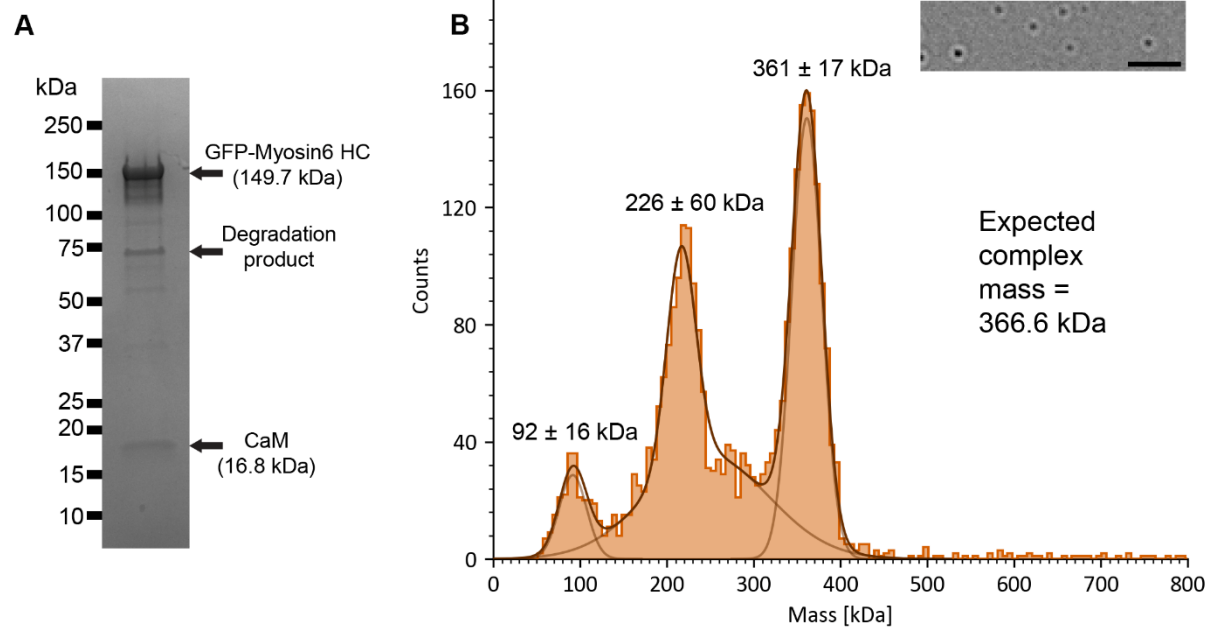 A
kDa
250
150
100
75
50
37
25
20
15
10
GFP-Myosin6 HC
(149.7 kDa)
Degradation
product
CaM
(16.8 kDa)
B
361 ± 17 kDa
226 ± 60 kDa
92 ± 16 kDa
Expected
complex
mass =
366.6 kDa
Counts
160
120
80
40
0
0 100 200 300 400 500 600 700 800
Mass [kDa]